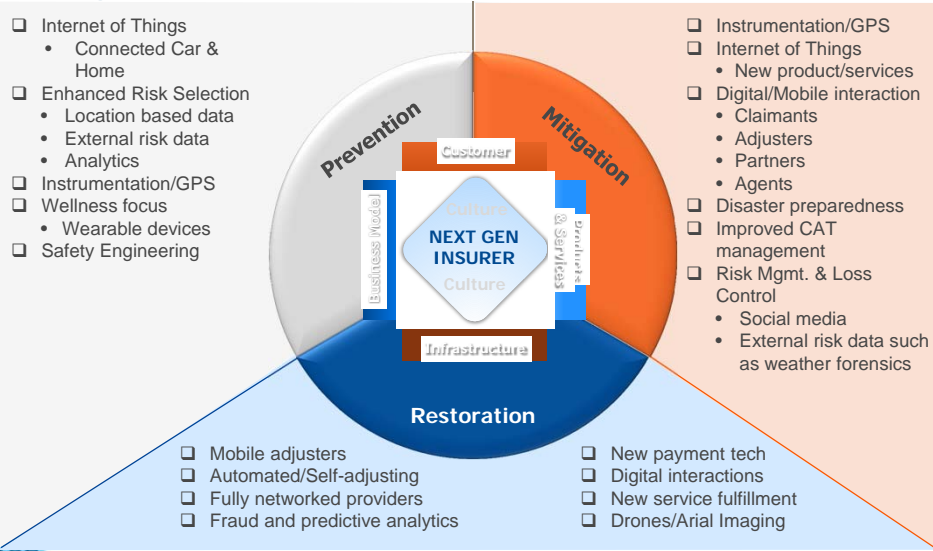 Internet of Things
Connected Car &
Home
Enhanced Risk Selection
Location based data
External risk data
Analytics
Instrumentation/GPS
Wellness focus
Wearable devices
Safety Engineering
Prevention
Mitigation
Customer
Business Model
Culture
NEXT GEN
INSURER
Culture
Products
& Services
Infrastructure
Restoration
Instrumentation/GPS
Internet of Things
New product/services
Digital/Mobile interaction
Claimants
Adjusters
Partners
Agents
Disaster preparedness
Improved CAT
management
Risk Mgmt. & Loss
Control
Social media
External risk data such
as weather forensics
Mobile adjusters
Automated/Self-adjusting
Fully networked providers
Fraud and predictive analytics
New payment tech
Digital interactions
New service fulfillment
Drones/Arial Imaging